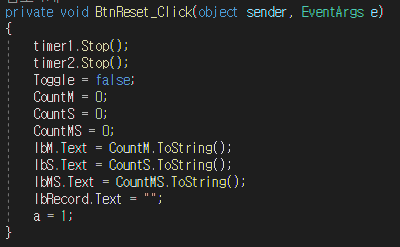 private void BtnReset_Click(object sender, EventArgs e)
{
timer1.Stop();
timer2.Stop();
Toggle = false;
CountM = 0;
CountS = 0;
CountMS = 0;
lbM.Text = CountM.ToString();
lbS.Text = CountS.ToString();
lbMS.Text = CountMS.ToString();
lbRecord.Text = "";
a = 1;
}